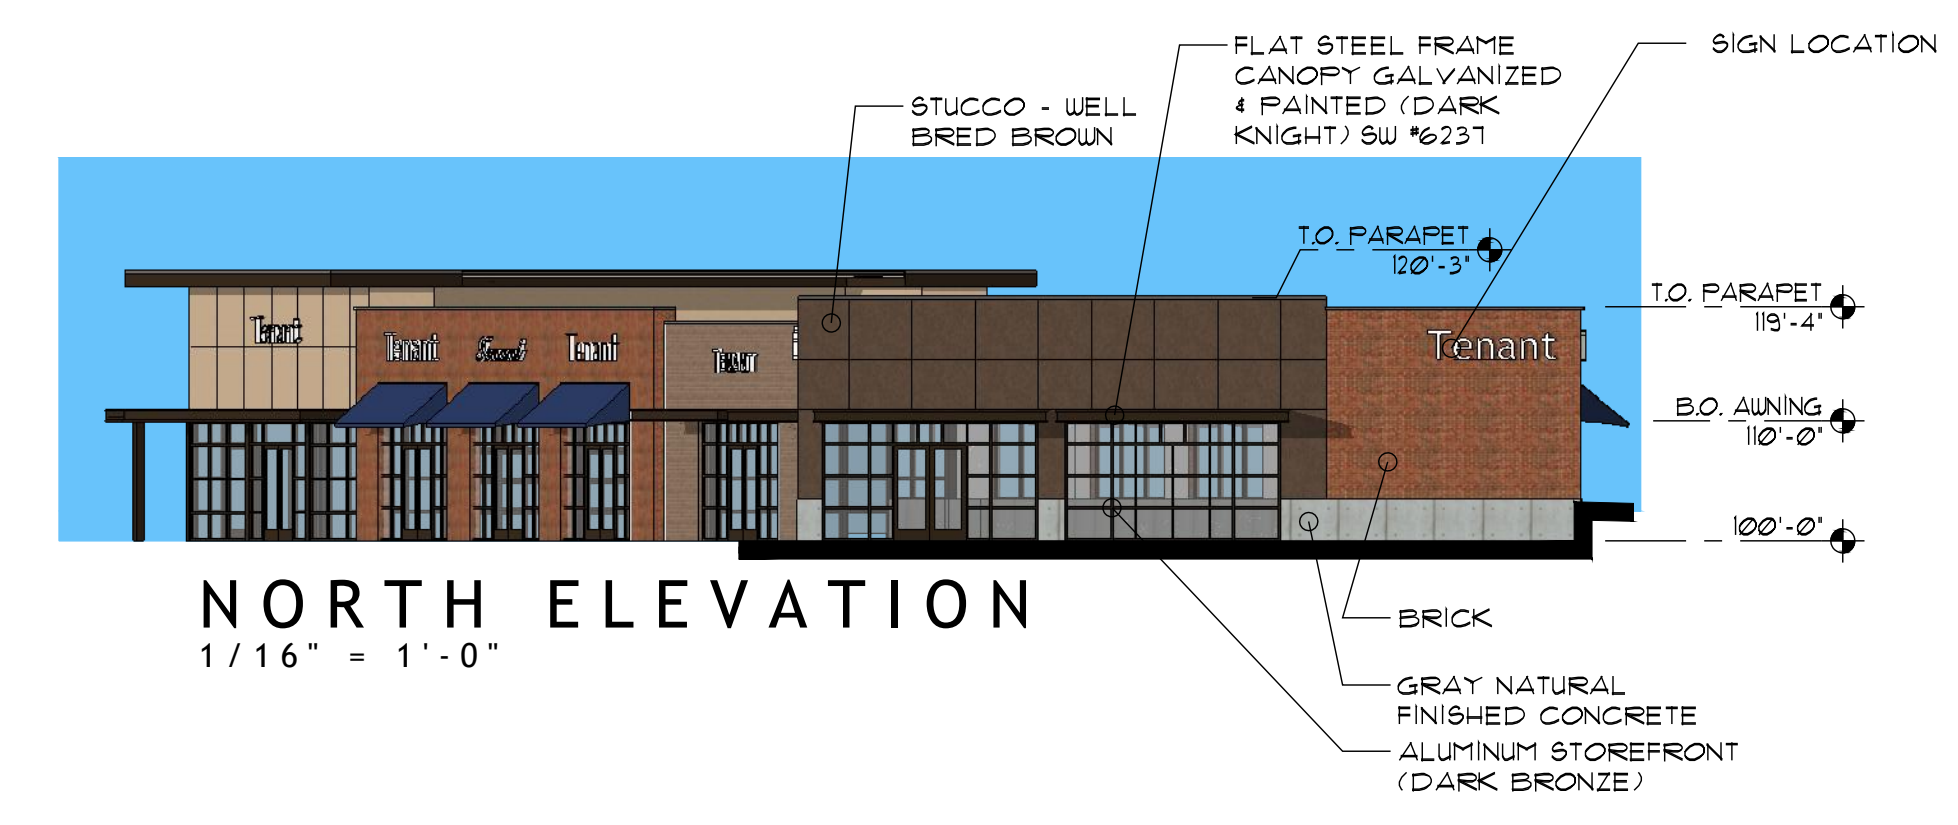 FLAT STEEL FRAME
CANOPY GALVANIZED
& PAINTED (DARK
KNIGHT) SW #6237
SIGN LOCATION
STUCCO - WELL
BRED BROWN
T.O. PARAPET
120'-3"
T.O. PARAPET
119'-4"
Tenant
Tenant
Tenant
Tenant
TENANT
Tenant
B.O. AWNING
110'-0"
100'-0"
NORTH ELEVATION
1/16" = 1'-0"
BRICK
GRAY NATURAL
FINISHED CONCRETE
ALUMINUM STOREFRONT
(DARK BRONZE)